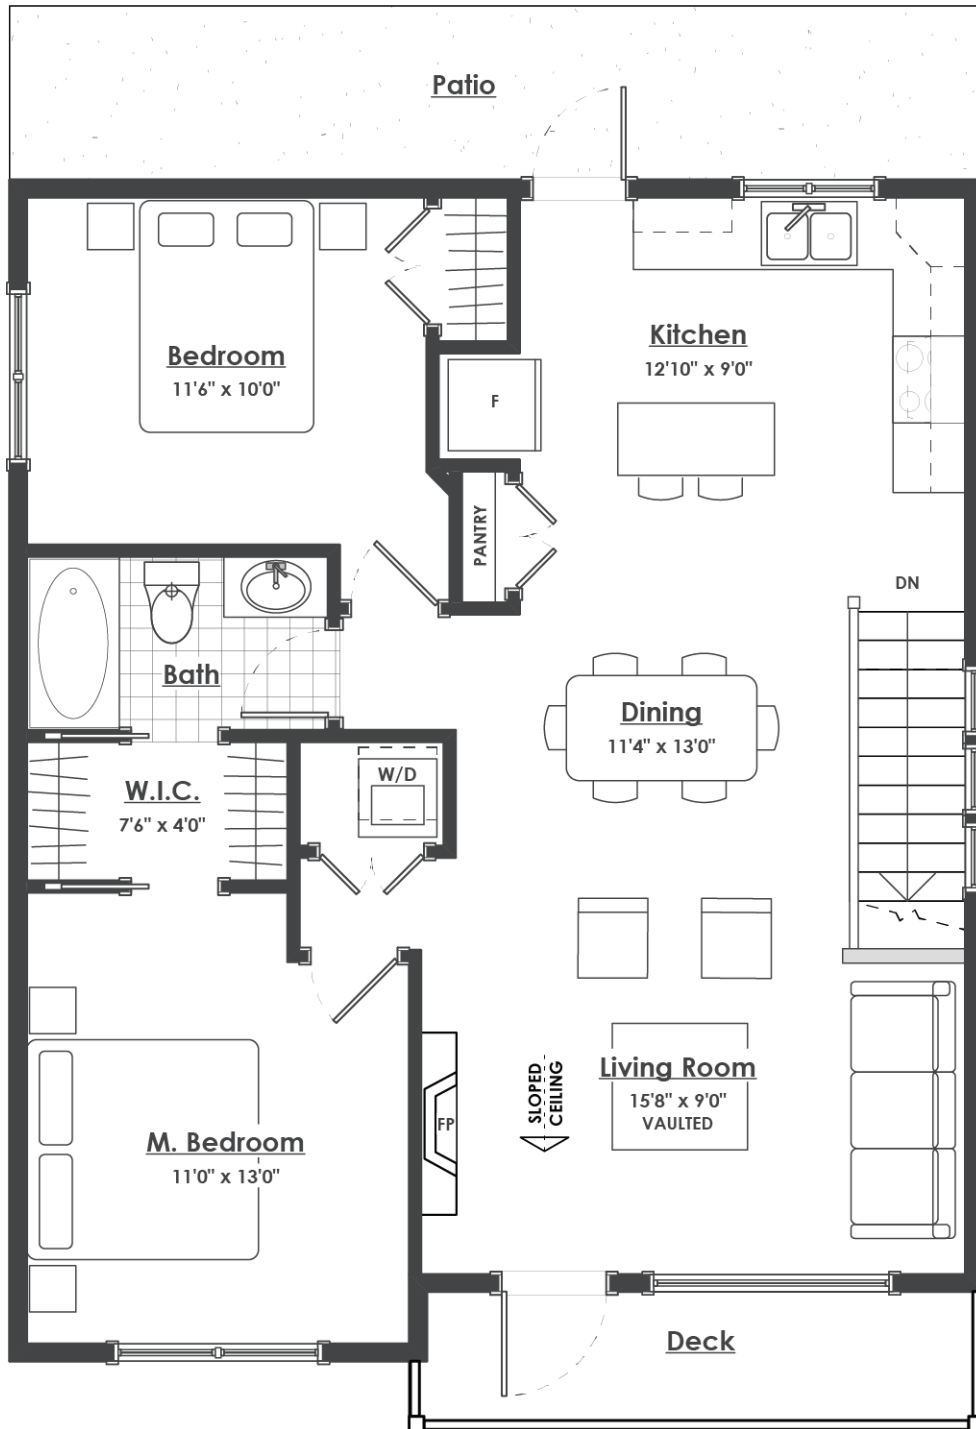 Patio
Bedroom
11'6" x 10'0"
Kitchen
12'10" x 9'0"
F
PANTRY
DN
Bath
Dining
11'4" x 13'0"
W.I.C.
7'6" x 4'0"
W/D
SLOPED
CEILING
Living Room
15'8" x 9'0"
VAULTED
FP
M. Bedroom
11'0" x 13'0"
Deck